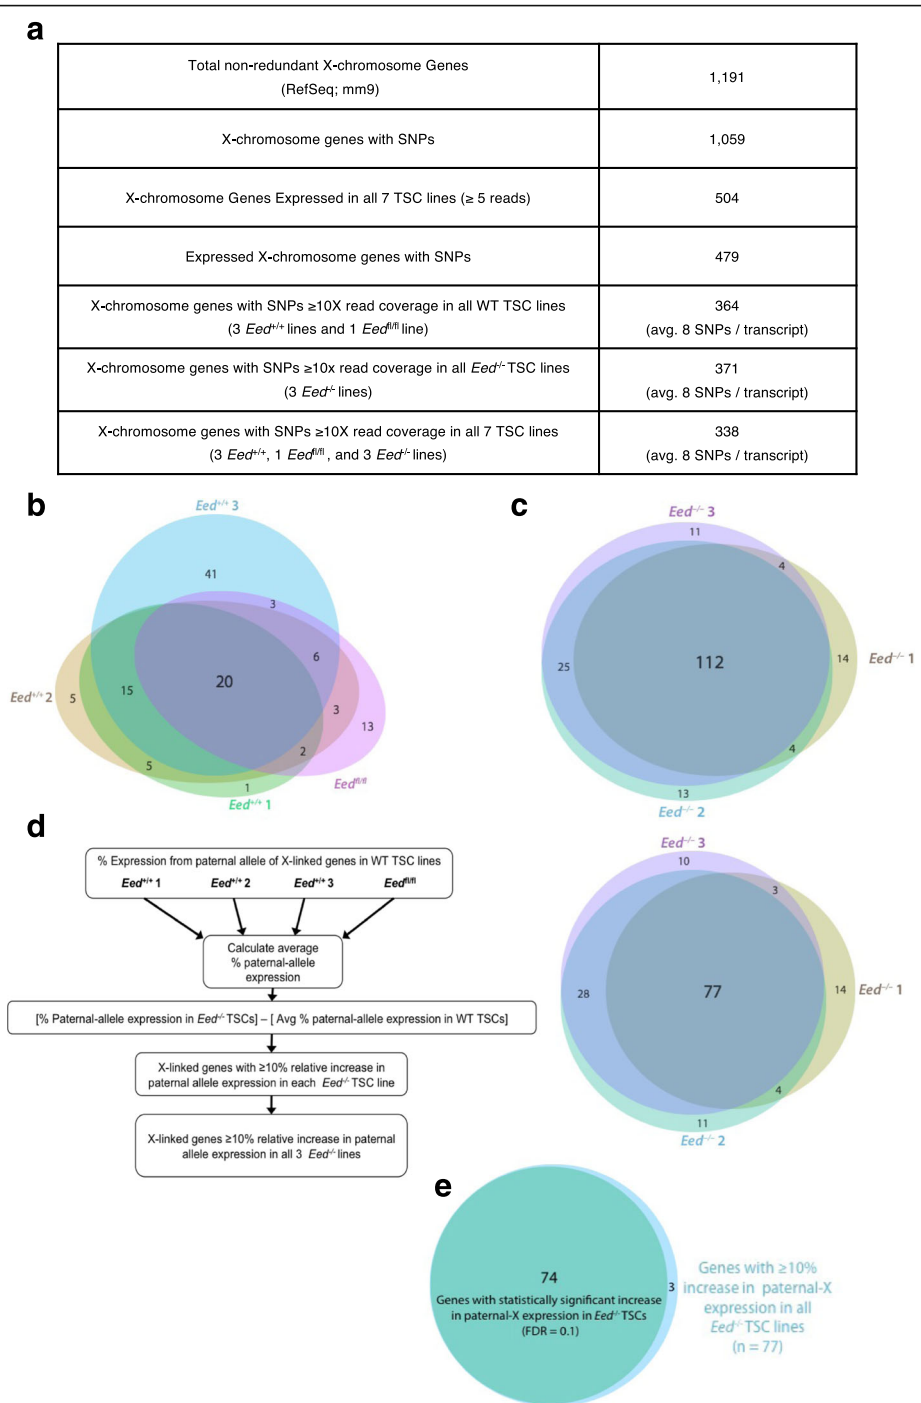 a
Total non-redundant X-chromosome Genes
(RefSeq; mm9)
1,191
X-chromosome genes with SNPs
1,059
X-chromosome Genes Expressed in all 7 TSC lines (≥ 5 reads)
504
Expressed X-chromosome genes with SNPs
479
X-chromosome genes with SNPs ≥10X read coverage in all WT TSC lines
(3 Eed+/+ lines and 1 Eedfl/fl line)
364
(avg. 8 SNPs / transcript)
X-chromosome genes with SNPs ≥10x read coverage in all Eed-/- TSC lines
(3 Eed-/- lines)
371
(avg. 8 SNPs / transcript)
X-chromosome genes with SNPs ≥10X read coverage in all 7 TSC lines
(3 Eed+/+, 1 Eedfl/fl , and 3 Eed-/- lines)
338
(avg. 8 SNPs / transcript)
b
Eed+/+ 3
41
3
6
20
15
Eed+/+ 2
5
3
13
2
5
1
Eedfl/fl
Eed+/+ 1
c
Eed-/- 3
11
4
25
112
14
Eed-/- 1
4
13
Eed-/- 2
Eed-/- 3
10
3
28
77
14
Eed-/- 1
4
11
Eed-/- 2
d
% Expression from paternal allele of X-linked genes in WT TSC lines
Eed+/+ 1 Eed+/+ 2 Eed+/+ 3 Eedfl/fl
Calculate average
% paternal-allele
expression
[% Paternal-allele expression in Eed-/- TSCs] – [ Avg % paternal-allele expression in WT TSCs]
X-linked genes with ≥10% relative increase in
paternal allele expression in each Eed-/- TSC line
X-linked genes ≥10% relative increase in paternal
allele expression in all 3 Eed-/- lines
e
74
Genes with statistically significant increase
in paternal-X expression in Eed-/- TSCs
(FDR = 0.1)
3
Genes with ≥10%
increase in paternal-X
expression in all
Eed-/- TSC lines
(n = 77)